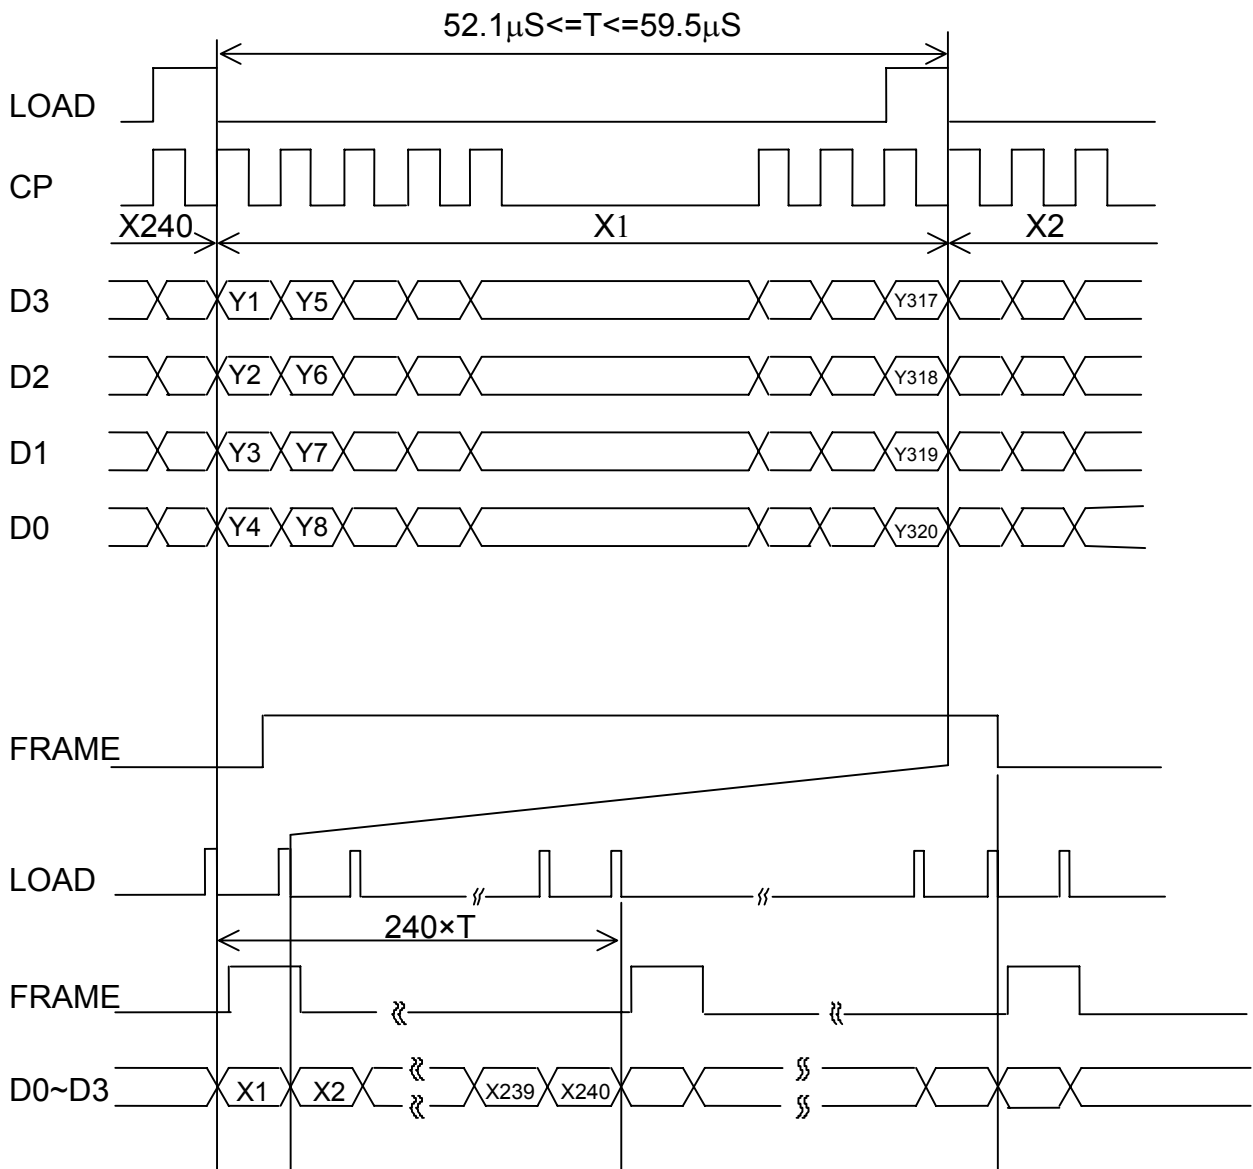 52.1μS<=T<=59.5μS
LOAD
CP
X240 X1 X2
D3 Y1 Y5 Y317
D2 Y2 Y6 Y318
D1 Y3 Y7 Y319
D0 Y4 Y8 Y320
FRAME
LOAD
240×T
FRAME
D0~D3 X1 X2 X239 X240